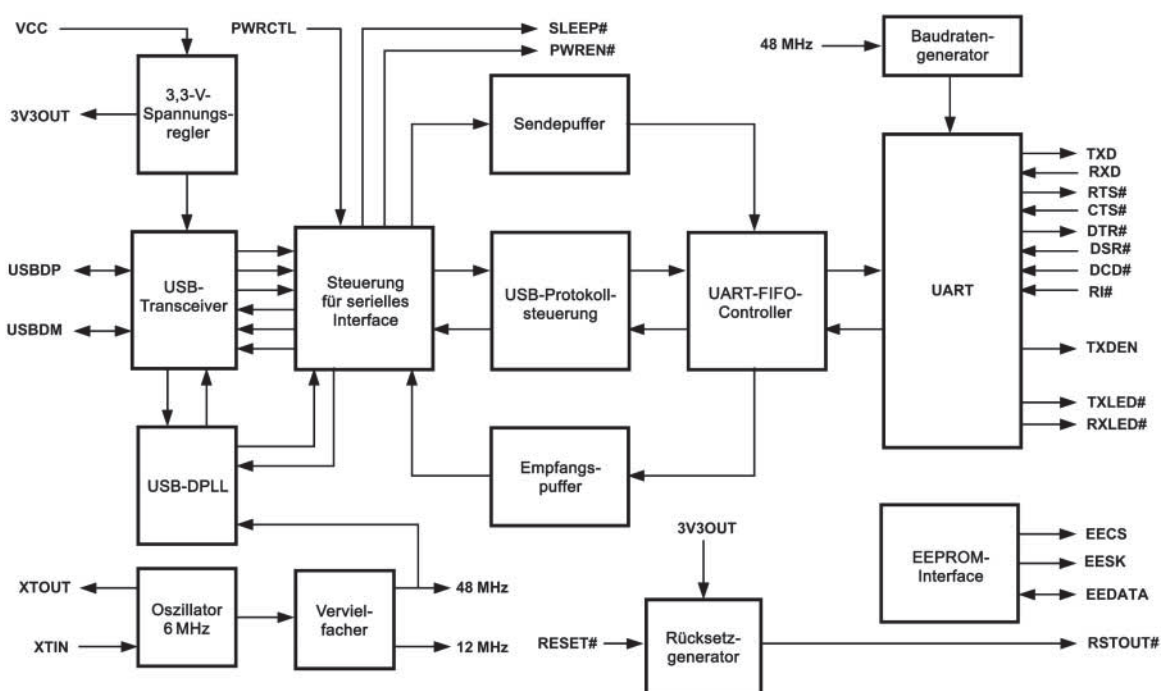 VCC
PWRCTL
SLEEP#
PWREN#
48 MHz
Baudraten-
generator
3V3OUT
3,3-V-
Spannungs-
regler
Sendepuffer
TXD
RXD
RTS#
CTS#
DTR#
DSR#
DCD#
RI#
TXDEN
TXLED#
RXLED#
USBDP
USBDM
USB-
Transceiver
Steuerung
für serielles
Interface
USB-Protokoll-
steuerung
UART-FIFO-
Controller
UART
USB-DPLL
Empfangs-
puffer
3V3OUT
EEPROM-
Interface
EECS
EESK
EEDATA
XTOUT
XTIN
Oszillator
6 MHz
Verviel-
facher
48 MHz
12 MHz
RESET#
Rücksetz-
generator
RSTOUT#